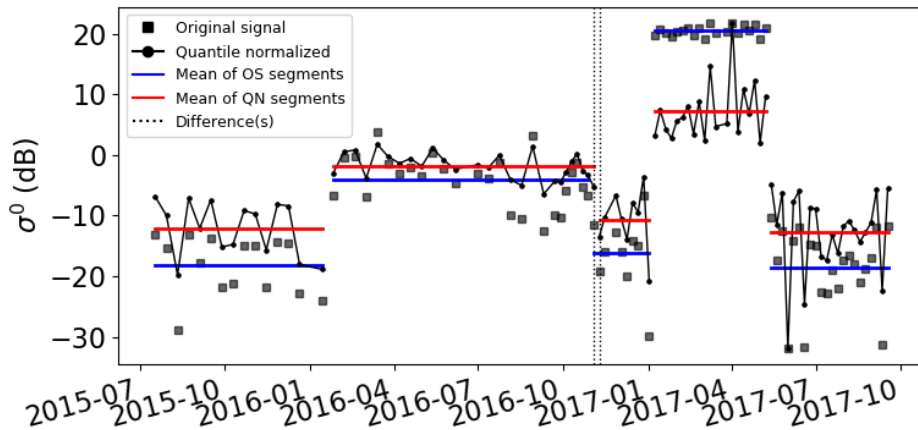 Original signal
Quantile normalized
Mean of OS segments
Mean of QN segments
Difference(s)
σ⁰ (dB)
20
10
0
−10
−20
−30
2015-07
2015-10
2016-01
2016-04
2016-06
2016-10
2017-01
2017-04
2017-07
2017-10